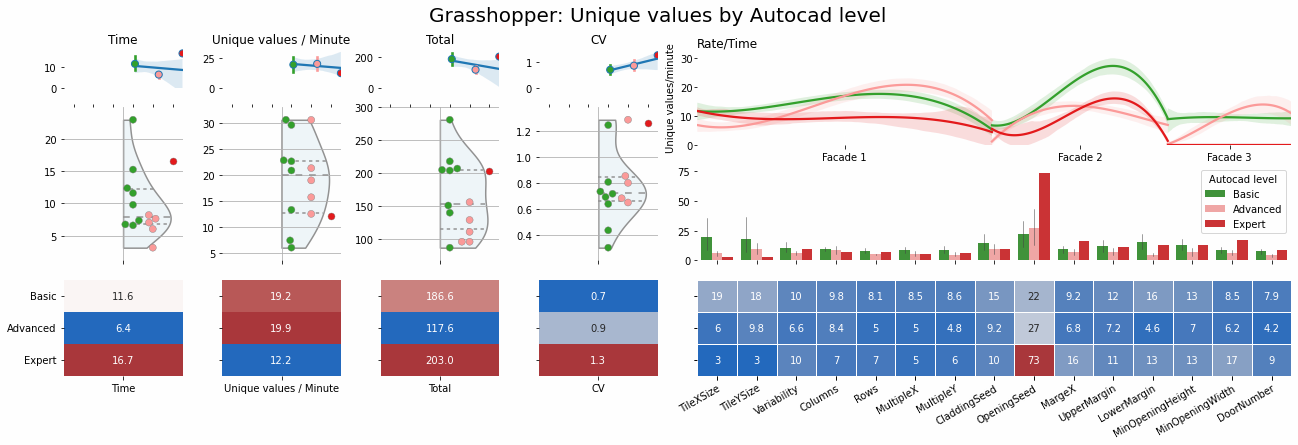 Grasshopper: Unique values by Autocad level
Time
Unique values / Minute
Total
CV
Rate/Time
10
0
25
0
200
0
1
0
Unique values/minute
30
20
10
0
Facade 1
Facade 2
Facade 3
20
15
10
5
30
25
20
15
10
5
300
250
200
150
100
1.2
1.0
0.8
0.6
0.4
75
50
25
0
Autocad level
Basic
Advanced
Expert
Basic
11.6
19.2
186.6
0.7
19 18 10 9.8 8.1 8.5 8.6 15 22 9.2 12 16 13 8.5 7.9
Advanced
6.4
19.9
117.6
0.9
6 9.8 6.6 8.4 5 5 4.8 9.2 27 6.8 7.2 4.6 7 6.2 4.2
Expert
16.7
12.2
203.0
1.3
3 3 10 7 7 5 6 10 73 16 11 13 13 17 9
Time
Unique values / Minute
Total
CV
TileXSize
TileYSize
Variability
Columns
Rows
MultipleX
MultipleY
CladdingSeed
OpeningSeed
MargeX
UpperMargin
LowerMargin
MinOpeningHeight
MinOpeningWidth
DoorNumber